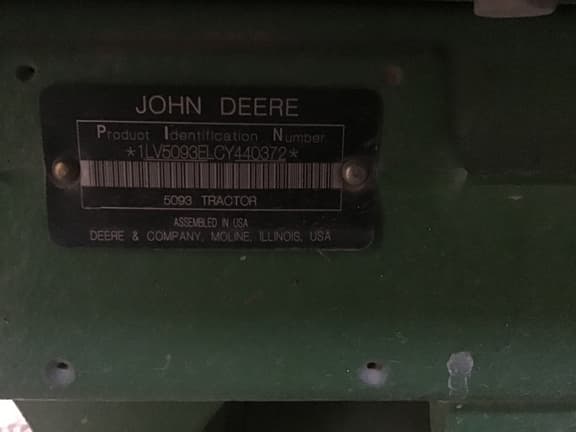 JOHN DEERE
Product Identification Number
*1LV5093ELCY440372*
5093 TRACTOR
ASSEMBLED IN USA
DEERE & COMPANY, MOLINE, ILLINOIS, USA